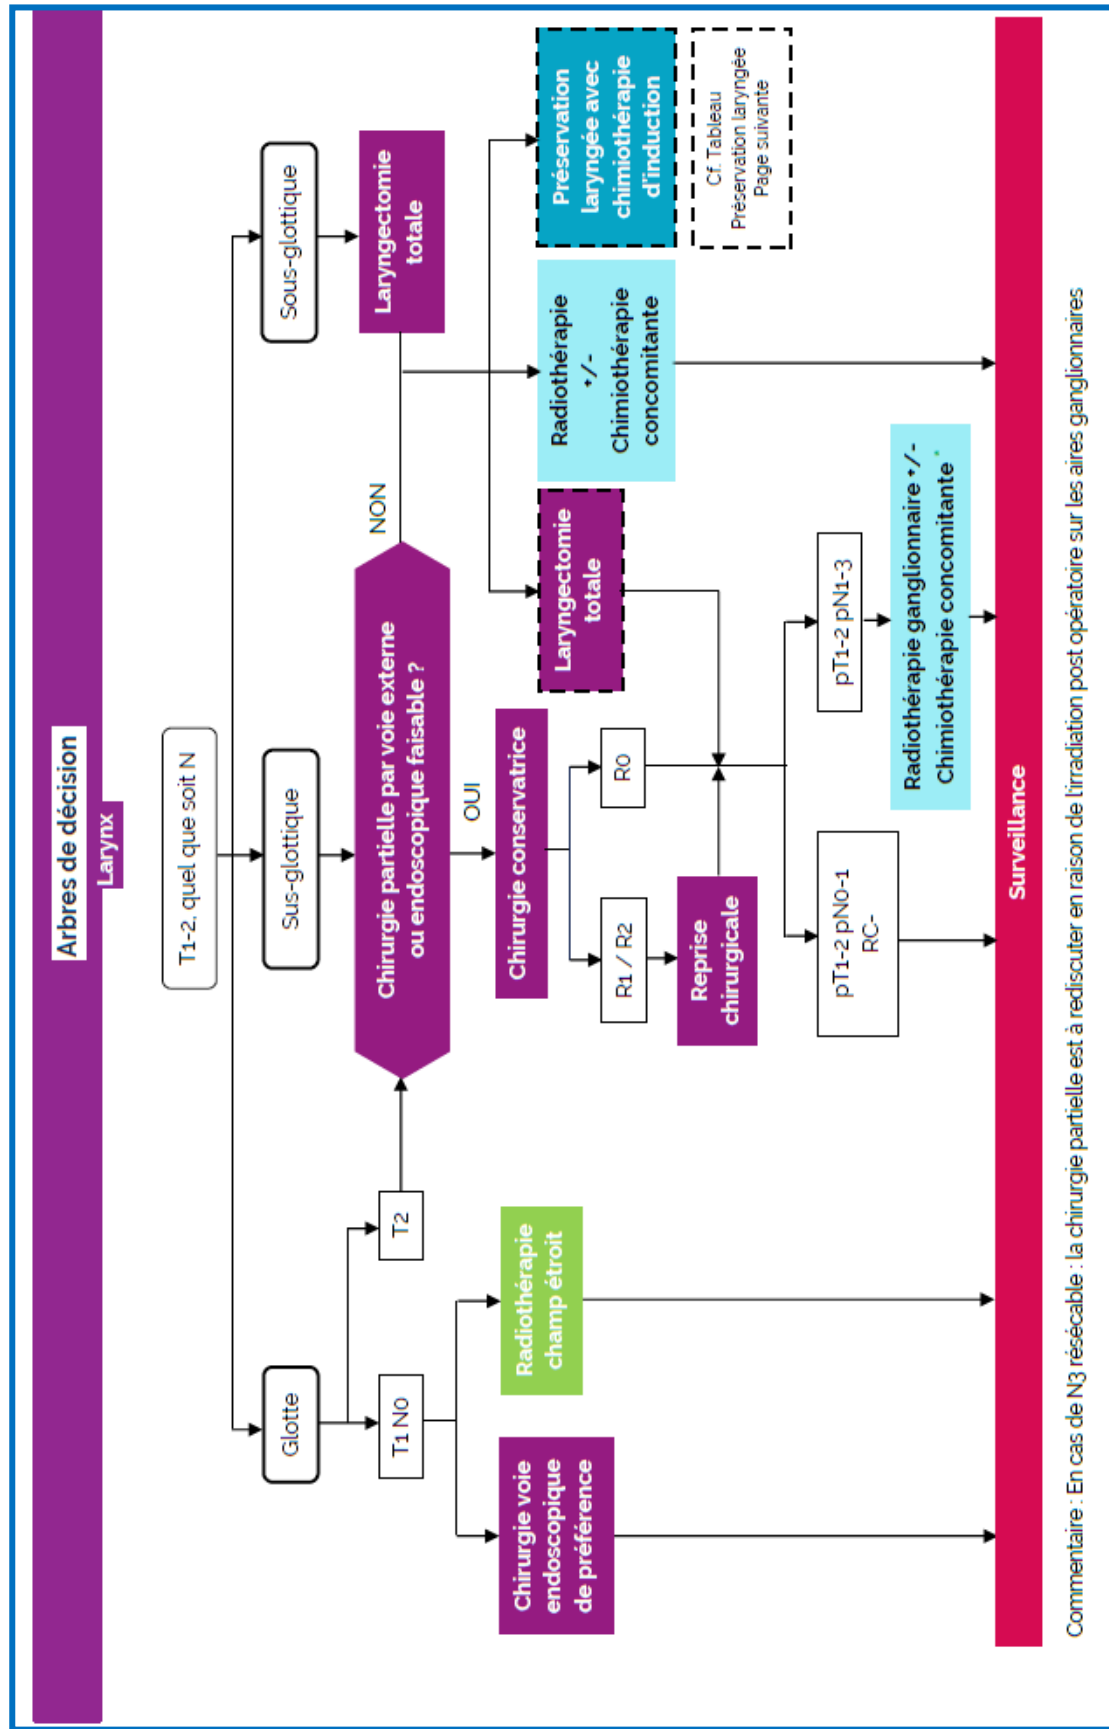 Arbres de décision
Larynx
T1-2, quel que soit N
Glotte
Sus-glottique
Sous-glottique
T1 N0
T2
Chirurgie partielle par voie externe
ou endoscopique faisable ?
NON
OUI
Laryngectomie
totale
Chirurgie voie
endoscopique
de préférence
Radiothérapie
champ étroit
Chirurgie conservatrice
Laryngectomie
totale
Radiothérapie
+/-
Chimiothérapie
concomitante
Préservation
laryngée avec
chimiothérapie
d'induction
R1 / R2
R0
Reprise
chirurgicale
Cf. Tableau
Préservation laryngée
Page suivante
pT1-2 pN0-1
RC-
pT1-2 pN1-3
Radiothérapie ganglionnaire +/-
Chimiothérapie concomitante *
Surveillance
Commentaire : En cas de N3 résécable : la chirurgie partielle est à rediscuter en raison de l'irradiation post opératoire sur les aires ganglionnaires